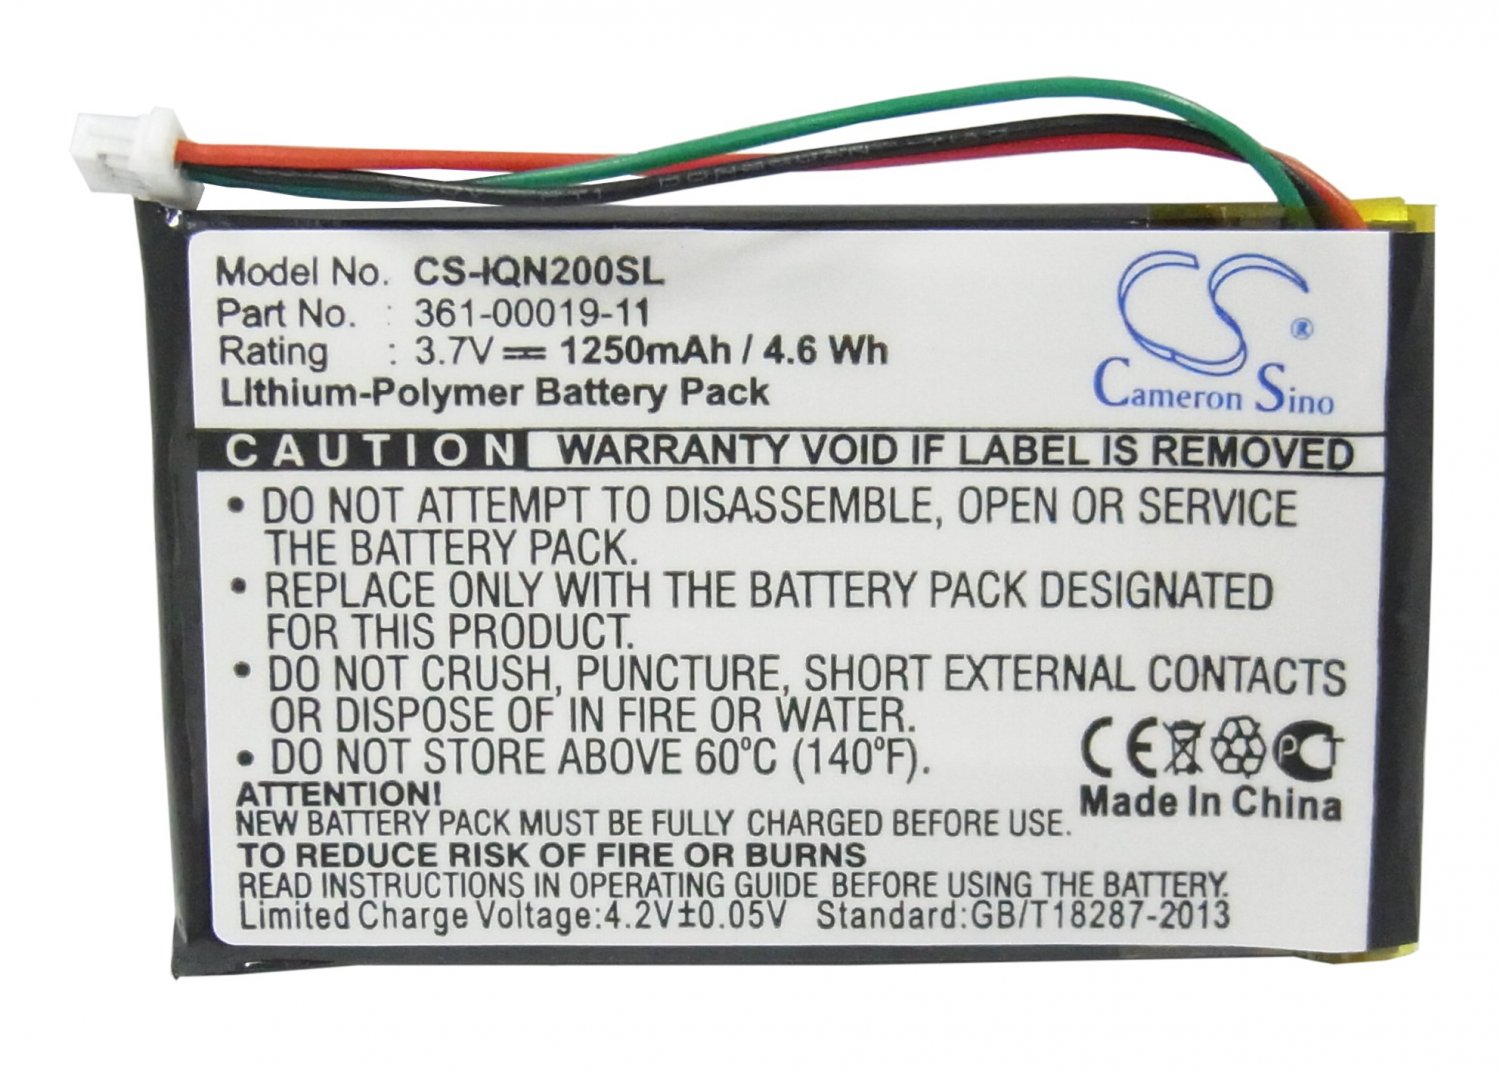 Model No. CS-IQN200SL
Part No. : 361-00019-11
Rating : 3.7V 1250mAh / 4.6 Wh
Lithium-Polymer Battery Pack
CS ®
Cameron Sino
CAUTION WARRANTY VOID IF LABEL IS REMOVED
• DO NOT ATTEMPT TO DISASSEMBLE, OPEN OR SERVICE
THE BATTERY PACK.
• REPLACE ONLY WITH THE BATTERY PACK DESIGNATED
FOR THIS PRODUCT.
• DO NOT CRUSH, PUNCTURE, SHORT EXTERNAL CONTACTS
OR DISPOSE OF IN FIRE OR WATER.
• DO NOT STORE ABOVE 60°C (140°F).
CE PCT
Made In China
ATTENTION!
NEW BATTERY PACK MUST BE FULLY CHARGED BEFORE USE.
TO REDUCE RISK OF FIRE OR BURNS
READ INSTRUCTIONS IN OPERATING GUIDE BEFORE USING THE BATTERY.
Limited Charge Voltage:4.2V±0.05V Standard:GB/T18287-2013